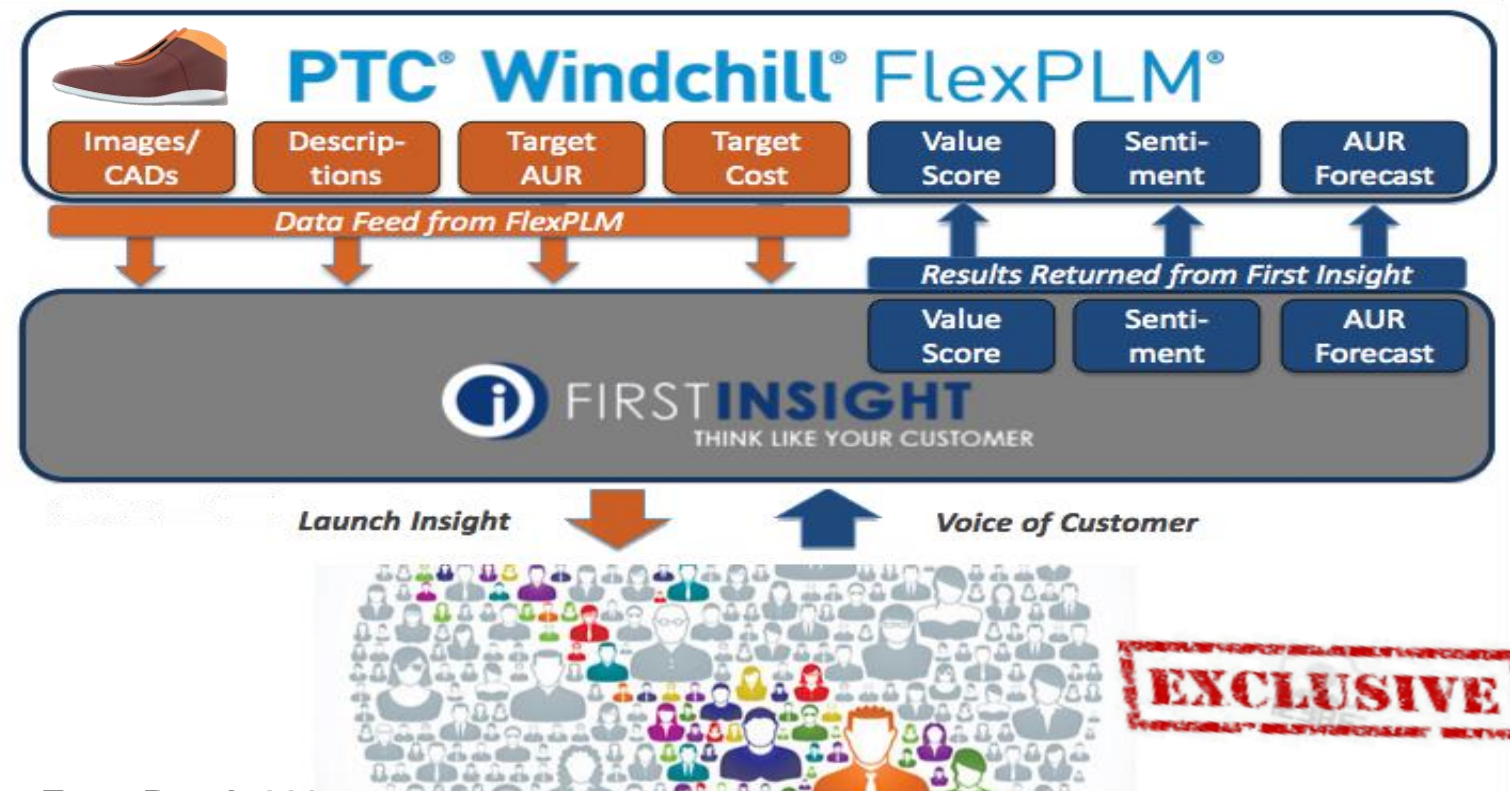 PTC® Windchill® FlexPLM®
Images/
CADs
Descrip-
tions
Target
AUR
Target
Cost
Value
Score
Senti-
ment
AUR
Forecast
Data Feed from FlexPLM
Results Returned from First Insight
Value
Score
Senti-
ment
AUR
Forecast
FIRSTINSIGHT
THINK LIKE YOUR CUSTOMER
Launch Insight
Voice of Customer
EXCLUSIVE